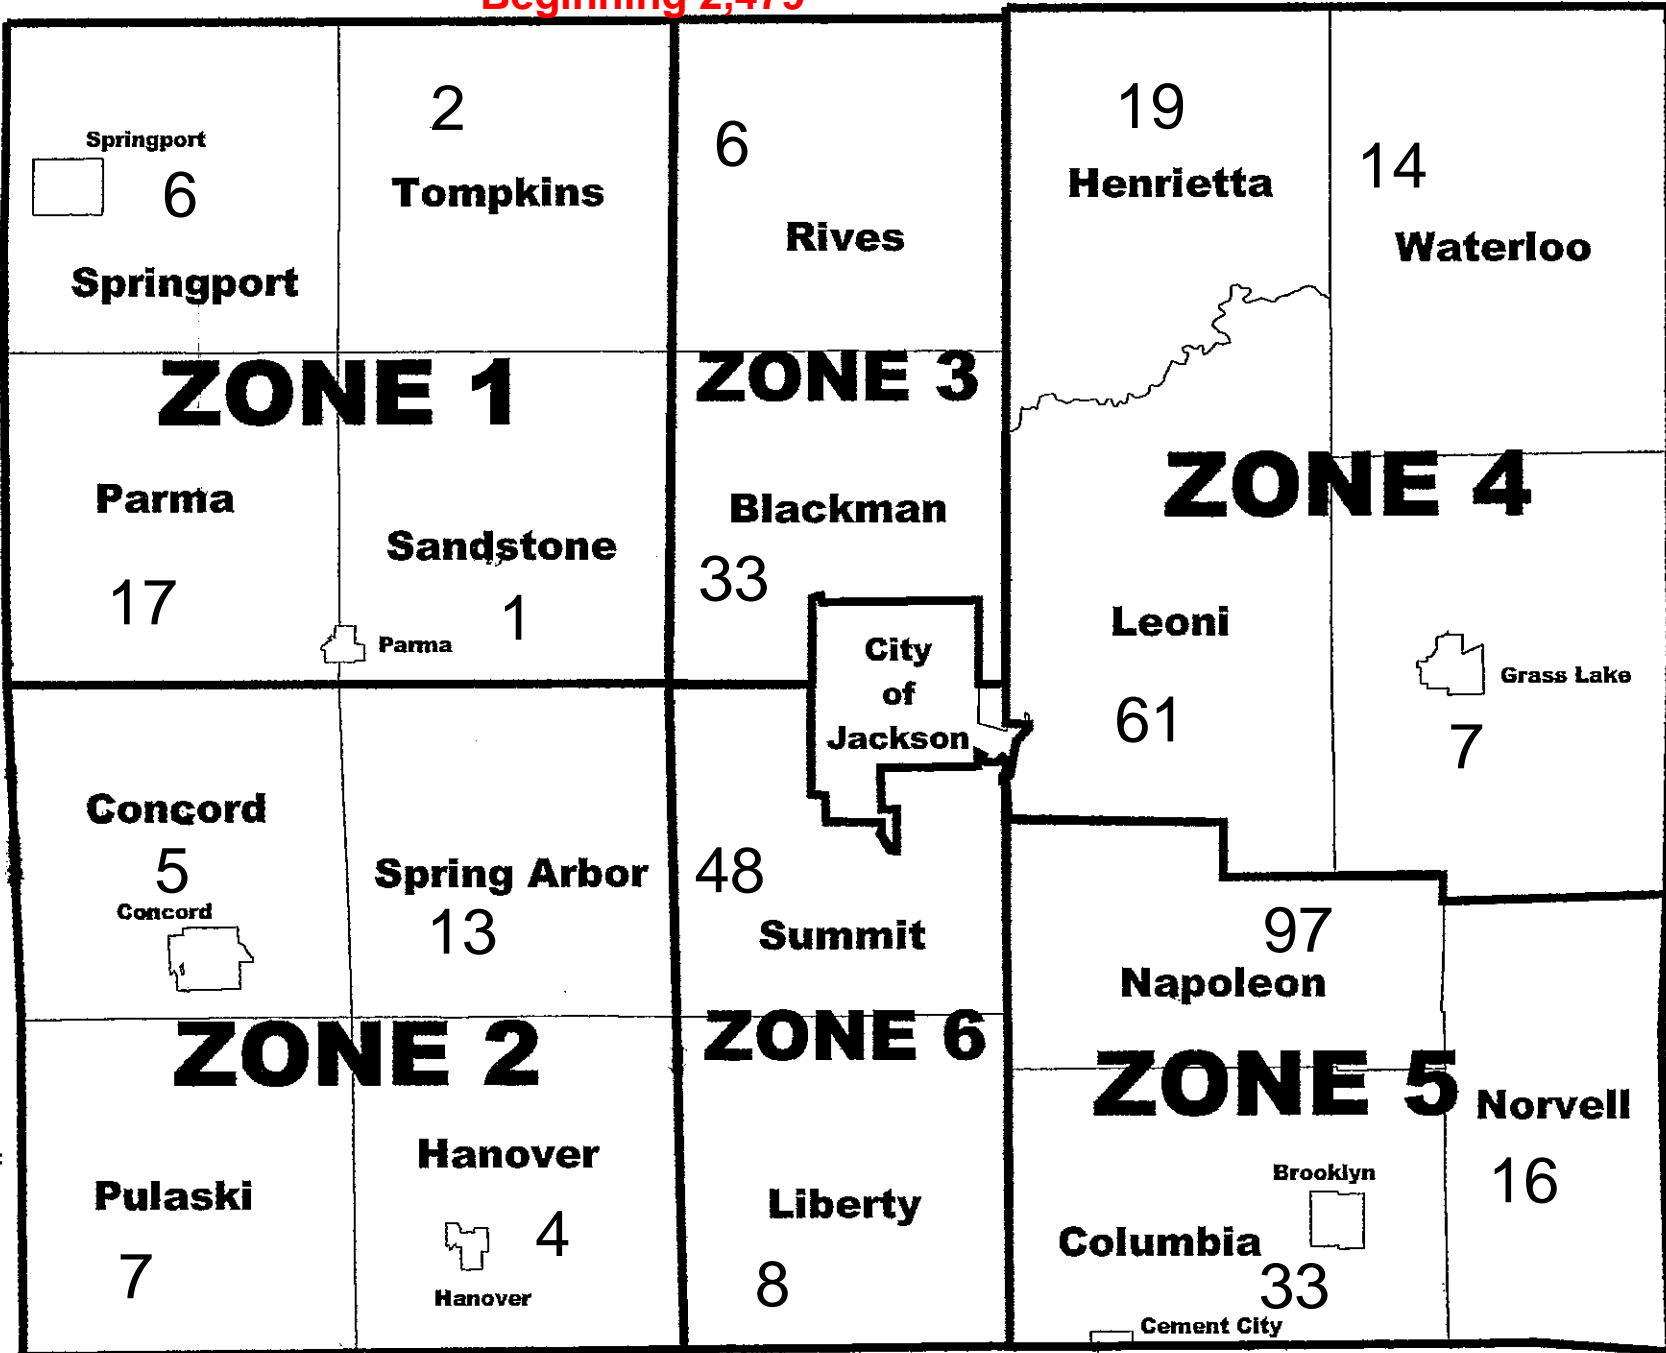 Beginning 2,479
2
Tompkins
Springport
6
Springport
6
Rives
19
Henrietta
14
Waterloo
ZONE 1
ZONE 3
ZONE 4
Parma
17
Sandstone
1
Parma
Blackman
33
City
of
Jackson
Leoni
61
Grass Lake
7
Concord
5
Concord
Spring Arbor
13
48
Summit
97
Napoleon
ZONE 2
ZONE 6
ZONE 5
Norvell
16
Pulaski
7
Hanover
4
Hanover
Liberty
8
Brooklyn
Columbia
33
Cement City